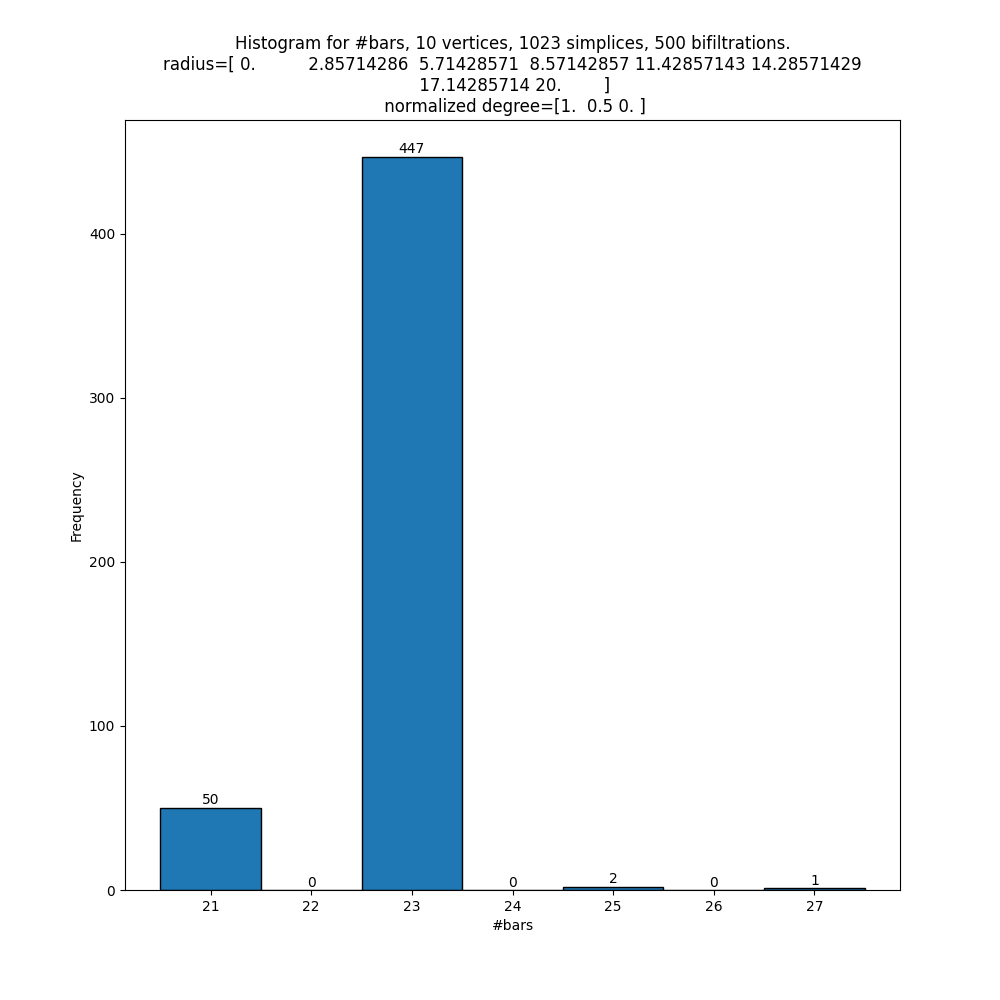 Histogram for #bars, 10 vertices, 1023 simplices, 500 bifiltrations.
radius=[ 0.          2.85714286  5.71428571  8.57142857 11.42857143 14.28571429
17.14285714 20.        ]
normalized degree=[1.  0.5 0. ]
447
400
300
Frequency
200
100
50
0 0 0 2 0 1
0
21 22 23 24 25 26 27
#bars